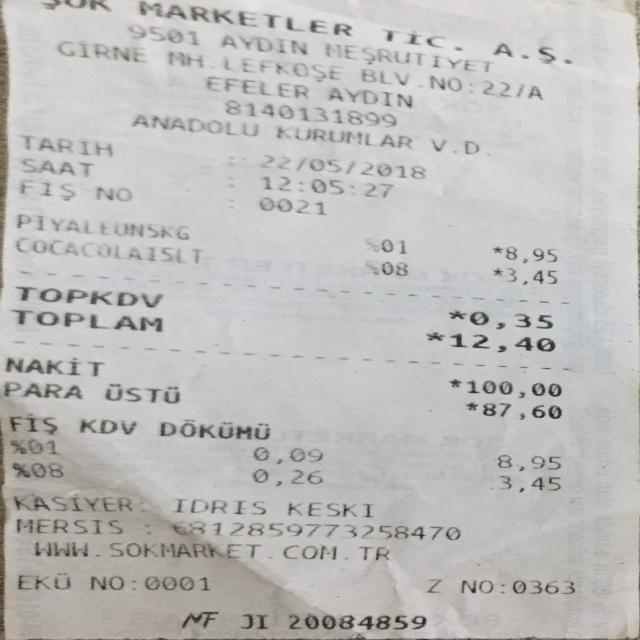 ŞOK MARKETLER TİC. A.Ş.
9501 AYDIN MEŞRUTİYET
GİRNE MH.LEFKOŞE BLV.NO:22/A
EFELER AYDIN
8140131899
ANADOLU KURUMLAR V.D.
TARİH : 22/05/2018
SAAT : 12:05:27
FİŞ NO : 0021
PİYALEUN5KG %01 *8,95
COCACOLA1SLT %08 *3,45
TOPKDV *0,35
TOPLAM *12,40
NAKİT *100,00
PARA ÜSTÜ *87,60
FİŞ KDV DÖKÜMÜ
%01 0,09 8,95
%08 0,26 3,45
KASİYER: İDRİS KESKİ
MERSIS : 6812859773258470
WWW.SOKMARKET.COM.TR
EKÜ NO:0001 Z NO:0363
MF JI 20084859